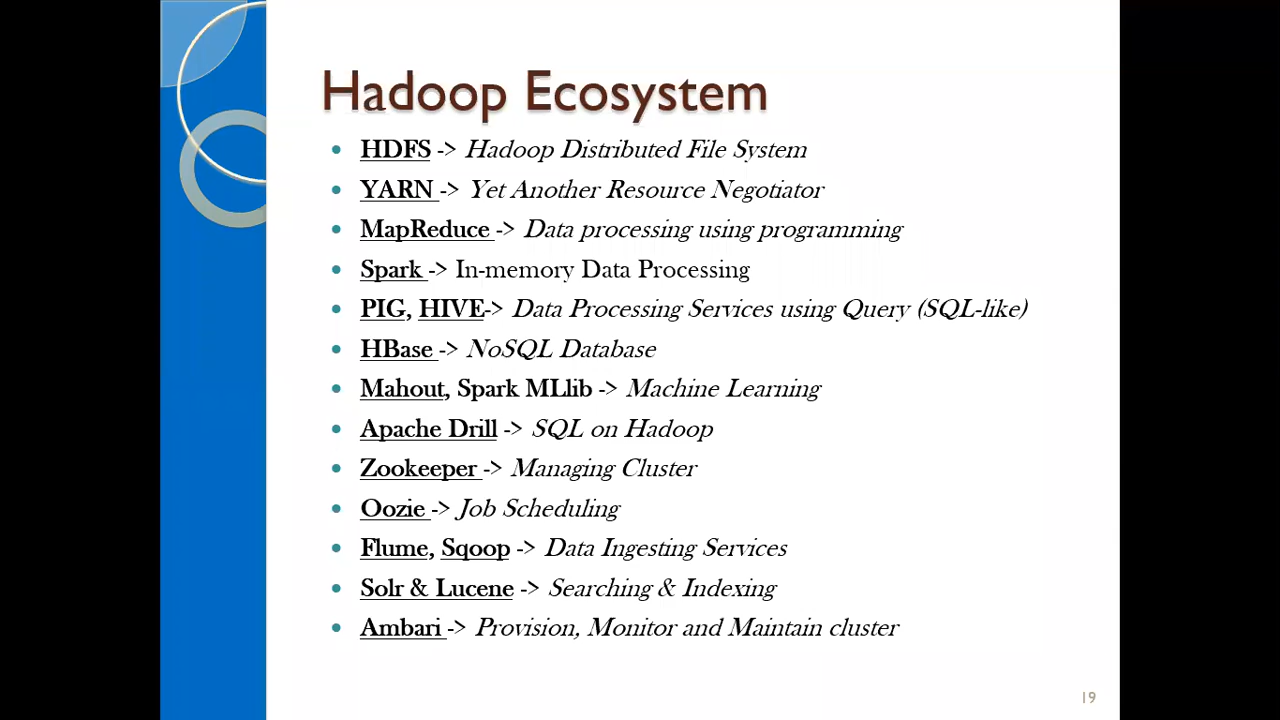 Hadoop Ecosystem
HDFS -> Hadoop Distributed File System
YARN -> Yet Another Resource Negotiator
MapReduce -> Data processing using programming
Spark -> In-memory Data Processing
PIG, HIVE-> Data Processing Services using Query (SQL-like)
HBase -> NoSQL Database
Mahout, Spark MLlib -> Machine Learning
Apache Drill -> SQL on Hadoop
Zookeeper -> Managing Cluster
Oozie -> Job Scheduling
Flume, Sqoop -> Data Ingesting Services
Solr & Lucene -> Searching & Indexing
Ambari -> Provision, Monitor and Maintain cluster
19